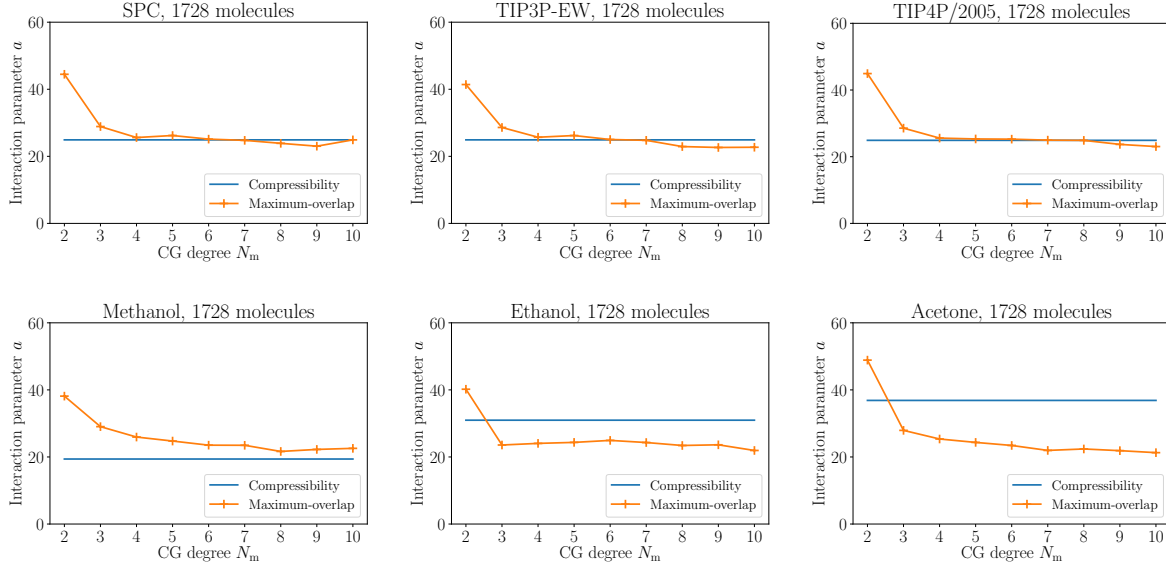 SPC, 1728 molecules
60
40
20
0
Interaction parameter a
Compressibility
Maximum-overlap
2 3 4 5 6 7 8 9 10
CG degree N_m
TIP3P-EW, 1728 molecules
60
40
20
0
Interaction parameter a
Compressibility
Maximum-overlap
2 3 4 5 6 7 8 9 10
CG degree N_m
TIP4P/2005, 1728 molecules
60
40
20
0
Interaction parameter a
Compressibility
Maximum-overlap
2 3 4 5 6 7 8 9 10
CG degree N_m
Methanol, 1728 molecules
60
40
20
0
Interaction parameter a
Compressibility
Maximum-overlap
2 3 4 5 6 7 8 9 10
CG degree N_m
Ethanol, 1728 molecules
60
40
20
0
Interaction parameter a
Compressibility
Maximum-overlap
2 3 4 5 6 7 8 9 10
CG degree N_m
Acetone, 1728 molecules
60
40
20
0
Interaction parameter a
Compressibility
Maximum-overlap
2 3 4 5 6 7 8 9 10
CG degree N_m